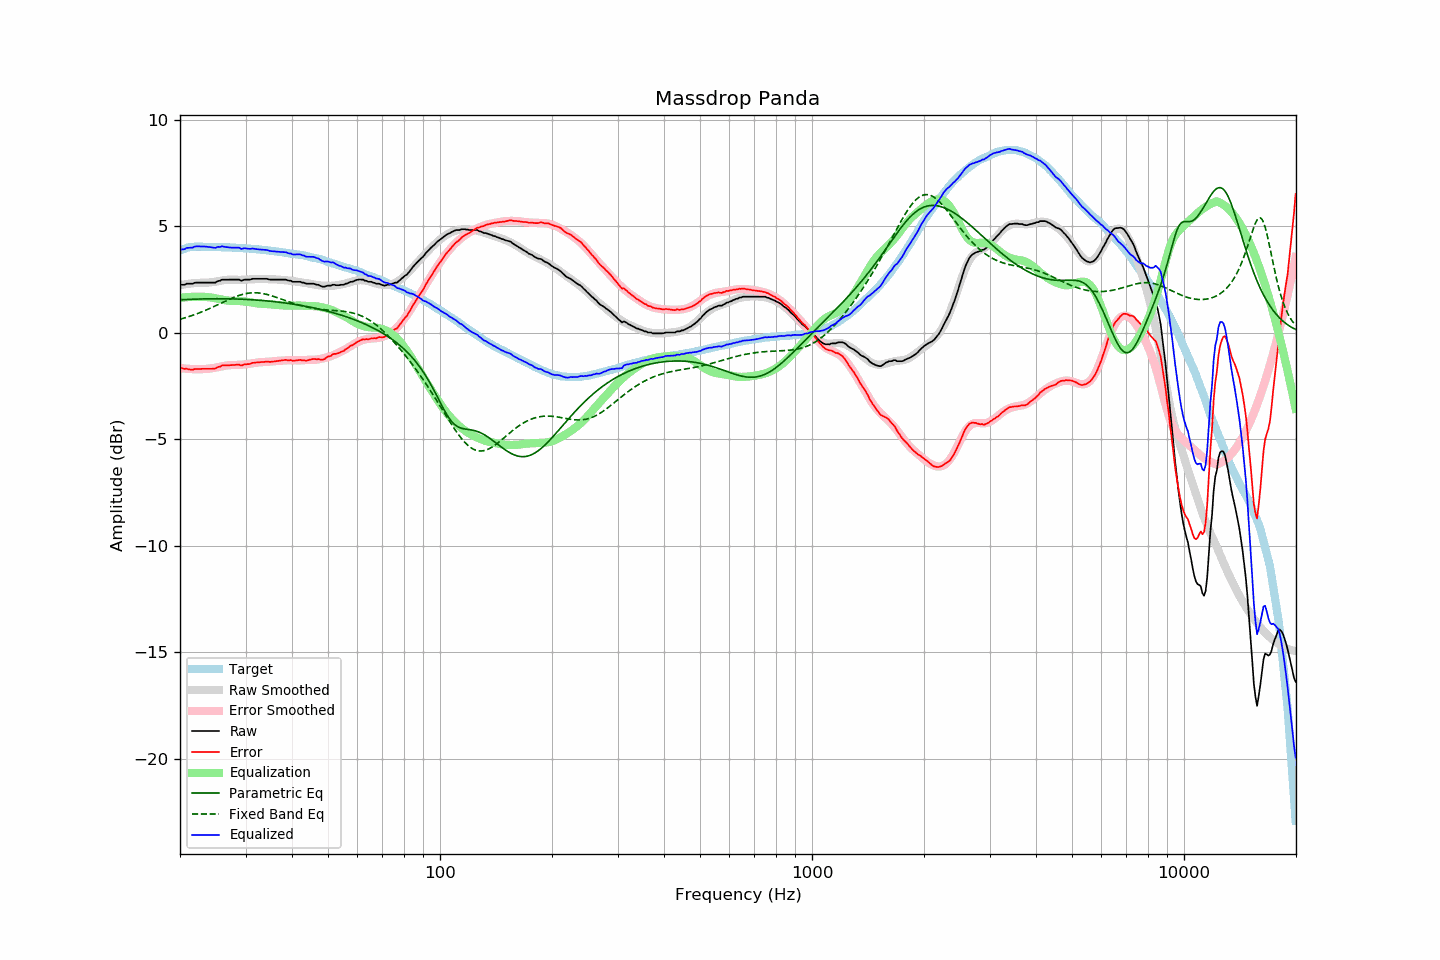 Massdrop Panda
10
5
0
−5
−10
−15
−20
Amplitude (dBr)
Target
Raw Smoothed
Error Smoothed
Raw
Error
Equalization
Parametric Eq
Fixed Band Eq
Equalized
100
1000
10000
Frequency (Hz)